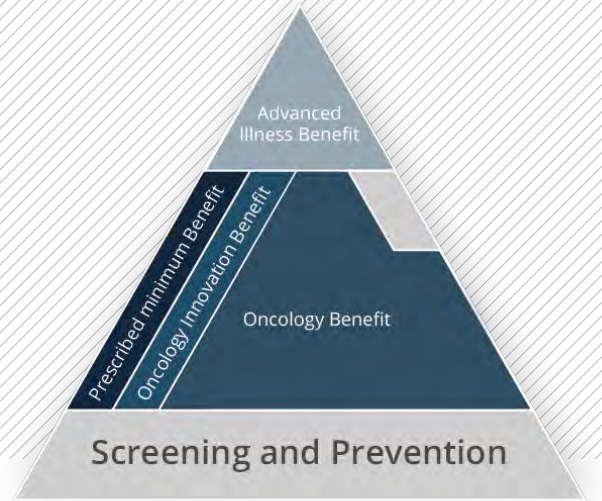 Advanced
Illness Benefit
Prescribed minimum Benefit
Oncology Innovation Benefit
Oncology Benefit
Screening and Prevention